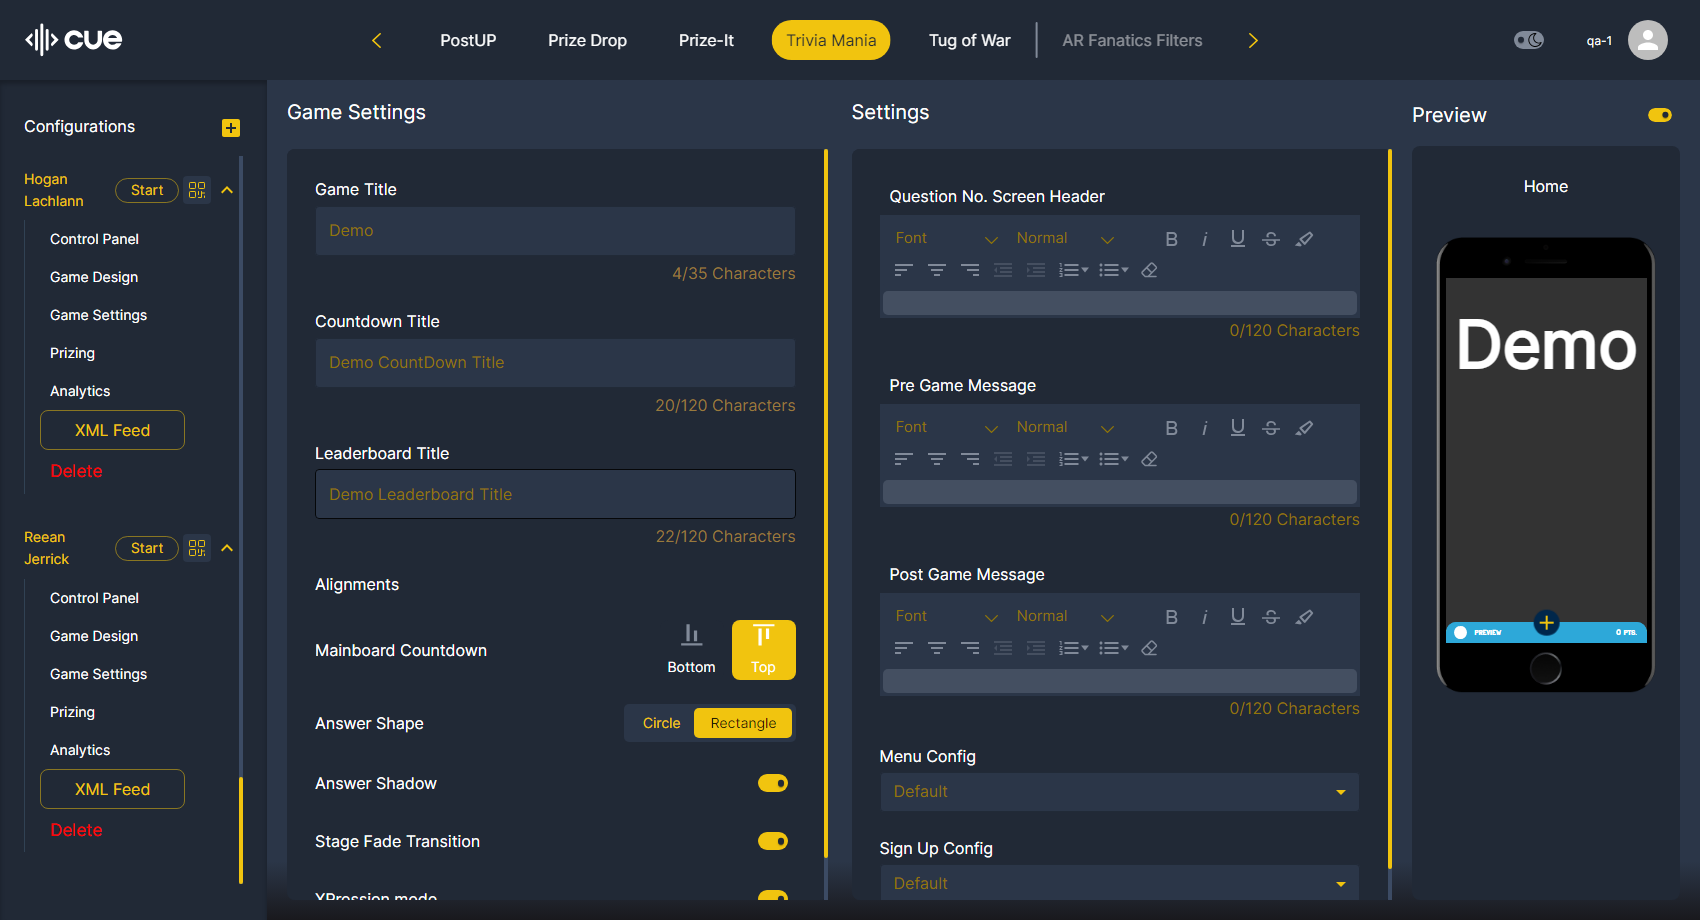 cue
PostUP
Prize Drop
Prize-It
Trivia Mania
Tug of War
AR Fanatics Filters
qa-1
Configurations
Hogan
Lachlann
Start
Control Panel
Game Design
Game Settings
Prizing
Analytics
XML Feed
Delete
Reean
Jerrick
Start
Control Panel
Game Design
Game Settings
Prizing
Analytics
XML Feed
Delete
Game Settings
Game Title
Demo
4/35 Characters
Countdown Title
Demo CountDown Title
20/120 Characters
Leaderboard Title
Demo Leaderboard Title
22/120 Characters
Alignments
Mainboard Countdown
Bottom
Top
Answer Shape
Circle
Rectangle
Answer Shadow
Stage Fade Transition
XPression mode
Settings
Question No. Screen Header
Font
Normal
B i U S
0/120 Characters
Pre Game Message
Font
Normal
B i U S
0/120 Characters
Post Game Message
Font
Normal
B i U S
0/120 Characters
Menu Config
Default
Sign Up Config
Default
Preview
Home
Demo
PREVIEW
0 PTS.